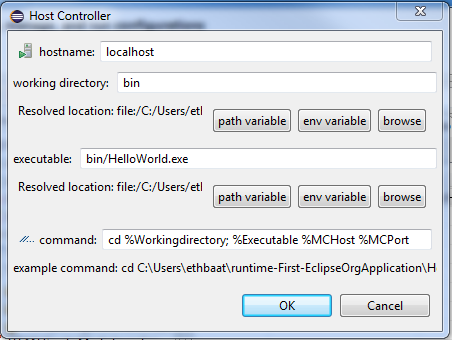 Host Controller
hostname: localhost
working directory: bin
Resolved location: file:/C:/Users/etl
path variable env variable browse
executable: bin/HelloWorld.exe
Resolved location: file:/C:/Users/etl
path variable env variable browse
//... command: cd %Workingdirectory; %Executable %MCHost %MCPort
example command: cd C:\Users\ethbaat\runtime-First-EclipseOrgApplication\H
OK Cancel